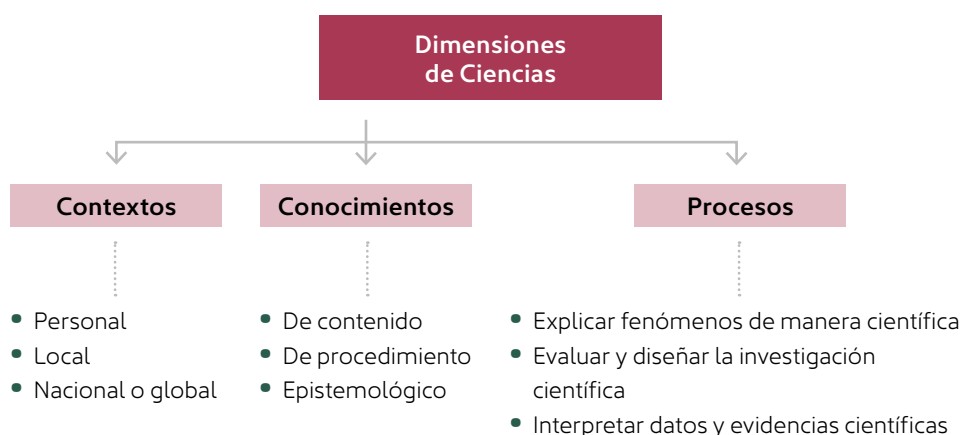 Dimensiones
de Ciencias
Contextos
• Personal
• Local
• Nacional o global
Conocimientos
• De contenido
• De procedimiento
• Epistemológico
Procesos
• Explicar fenómenos de manera científica
• Evaluar y diseñar la investigación
científica
• Interpretar datos y evidencias científicas